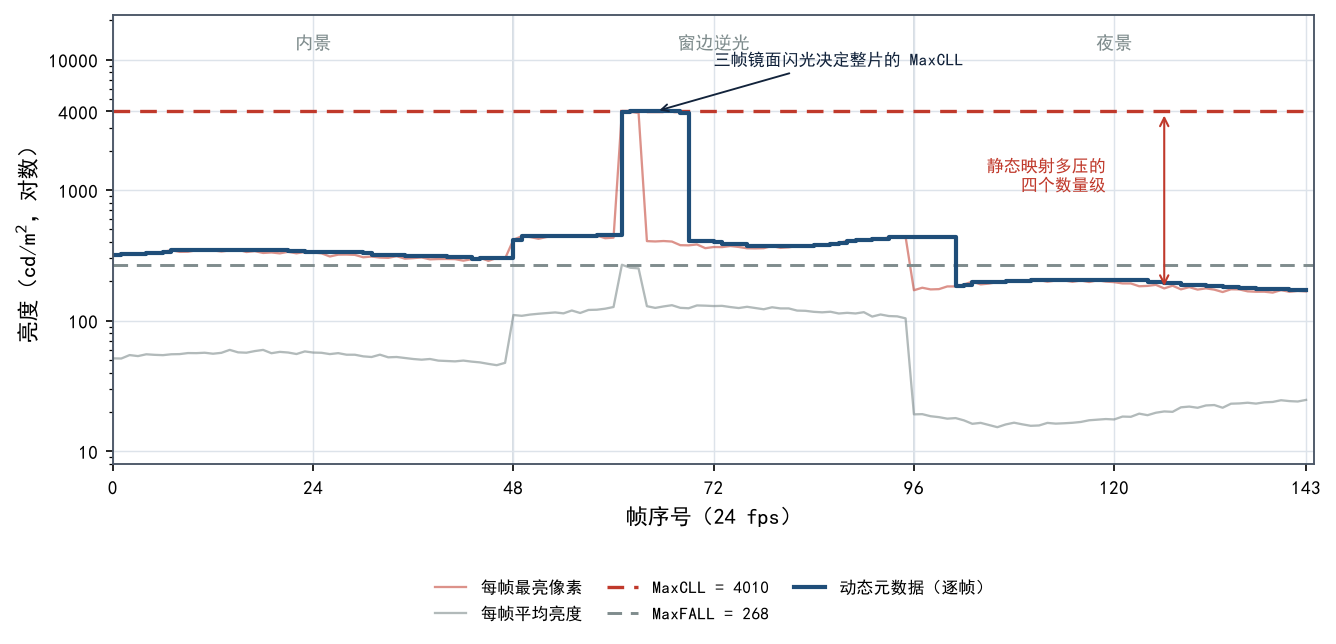 内景
窗边逆光
夜景
三帧镜面闪光决定整片的 MaxCLL
静态映射多压的
四个数量级
亮度（cd/m², 对数）
10000
4000
1000
100
10
0
24
48
72
96
120
143
帧序号（24 fps）
每帧最亮像素
MaxCLL = 4010
动态元数据（逐帧）
每帧平均亮度
MaxFALL = 268